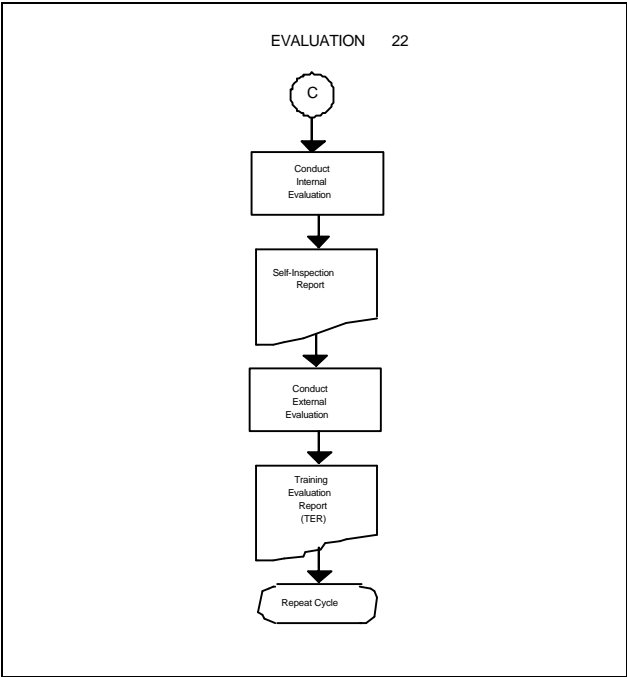 EVALUATION 22
C
Conduct
Internal
Evaluation
Self-Inspection
Report
Conduct
External
Evaluation
Training
Evaluation
Report
(TER)
Repeat Cycle